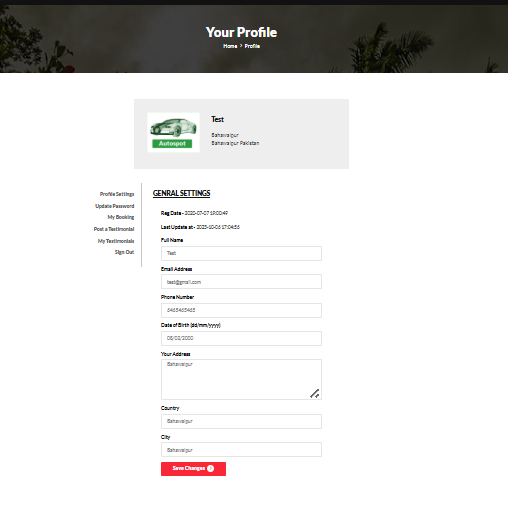 Your Profile
Home > Profile
Autospot
Test
Bahawalpur
Bahawalpur Pakistan
Profile Settings
Update Password
My Booking
Post a Testimonial
My Testimonials
Sign Out
GENRAL SETTINGS
Reg Date - 2020-07-07 19:00:49
Last Update at - 2023-10-06 17:04:56
Full Name
Test
Email Address
test@gmail.com
Phone Number
6465465465
Date of Birth (dd/mm/yyyy)
08/02/2000
Your Address
Bahawalpur
Country
Bahawalpur
City
Bahawalpur
Save Changes